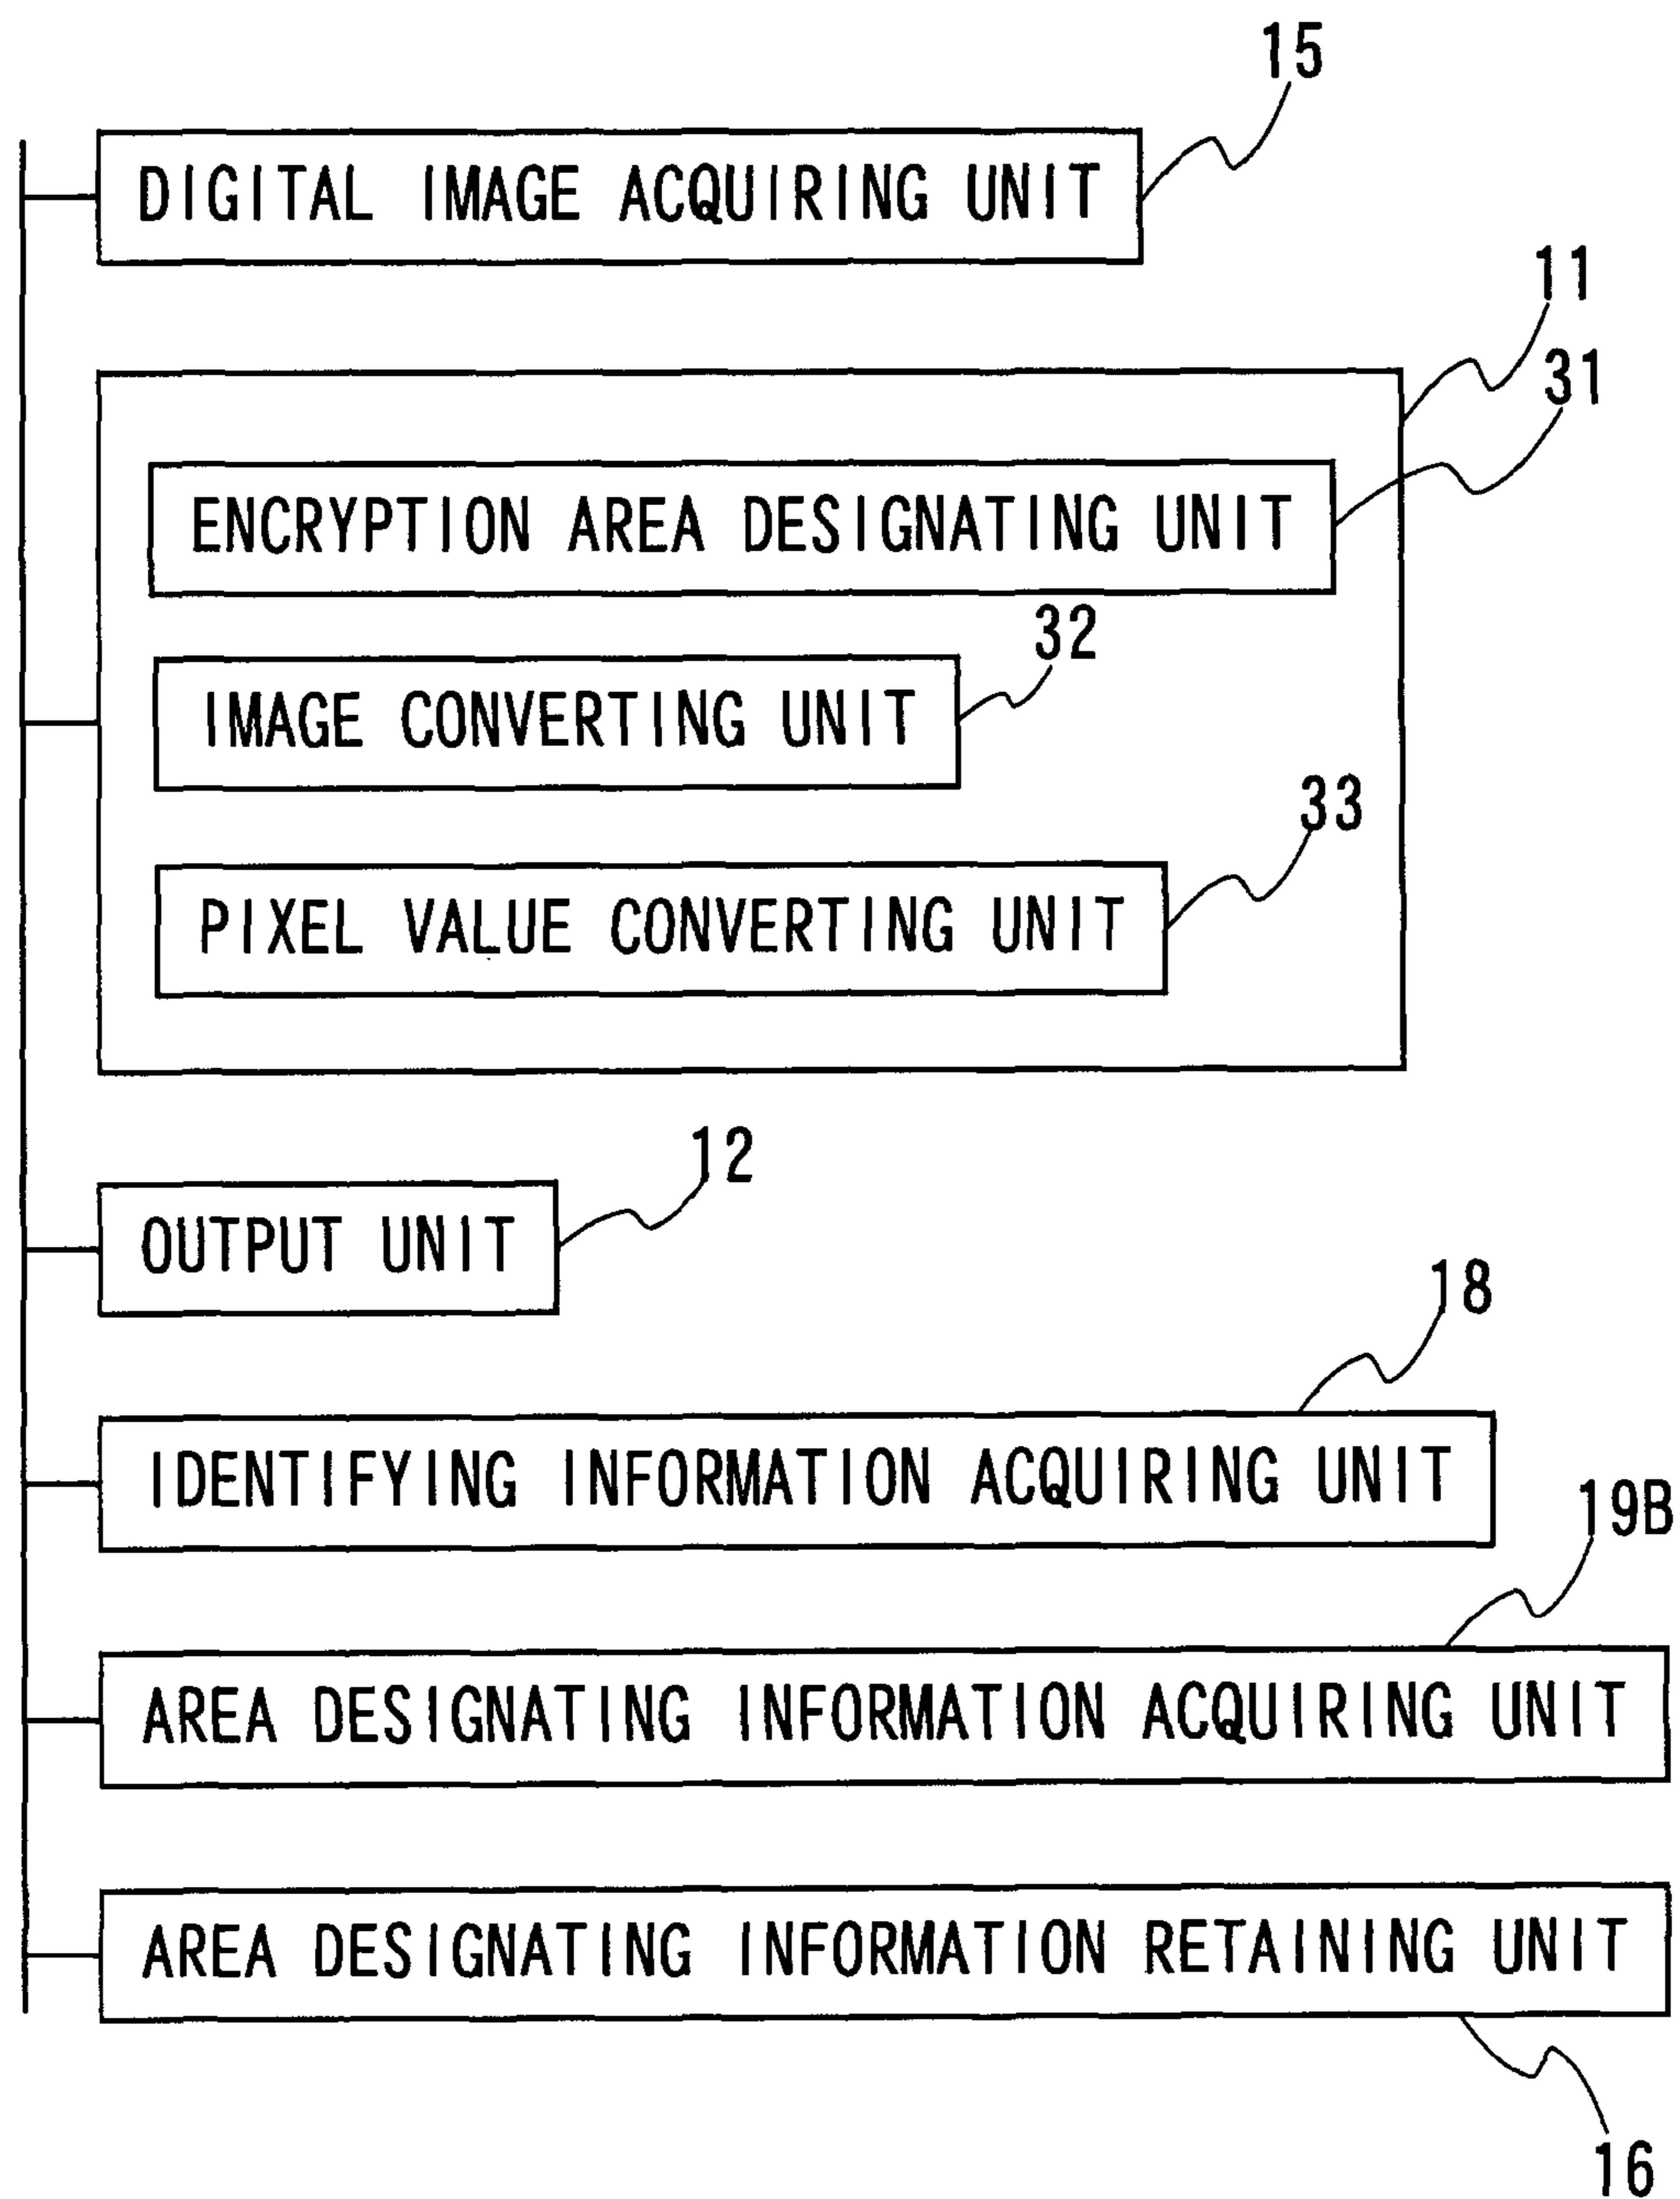 15
DIGITAL IMAGE ACQUIRING UNIT
11
31
ENCRYPTION AREA DESIGNATING UNIT
32
IMAGE CONVERTING UNIT
33
PIXEL VALUE CONVERTING UNIT
12
OUTPUT UNIT
18
IDENTIFYING INFORMATION ACQUIRING UNIT
19B
AREA DESIGNATING INFORMATION ACQUIRING UNIT
AREA DESIGNATING INFORMATION RETAINING UNIT
16